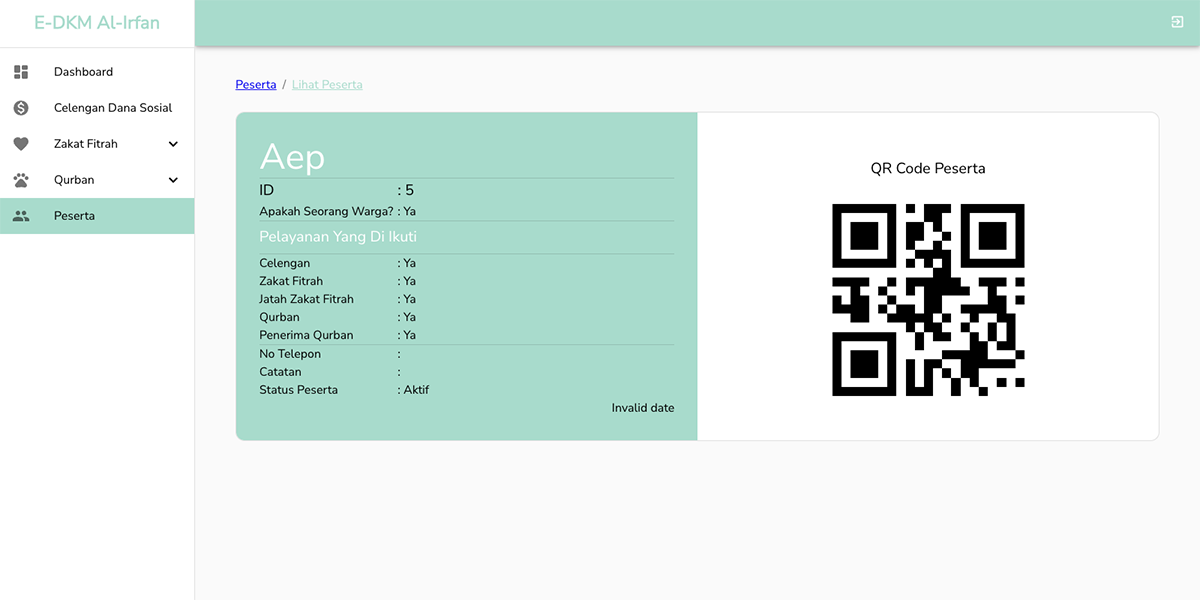 E-DKM Al-Irfan
Dashboard
Celengan Dana Sosial
Zakat Fitrah
Qurban
Peserta
Peserta / Lihat Peserta
Aep
ID : 5
Apakah Seorang Warga? : Ya
Pelayanan Yang Di Ikuti
Celengan : Ya
Zakat Fitrah : Ya
Jatah Zakat Fitrah : Ya
Qurban : Ya
Penerima Qurban : Ya
No Telepon :
Catatan :
Status Peserta : Aktif
Invalid date
QR Code Peserta